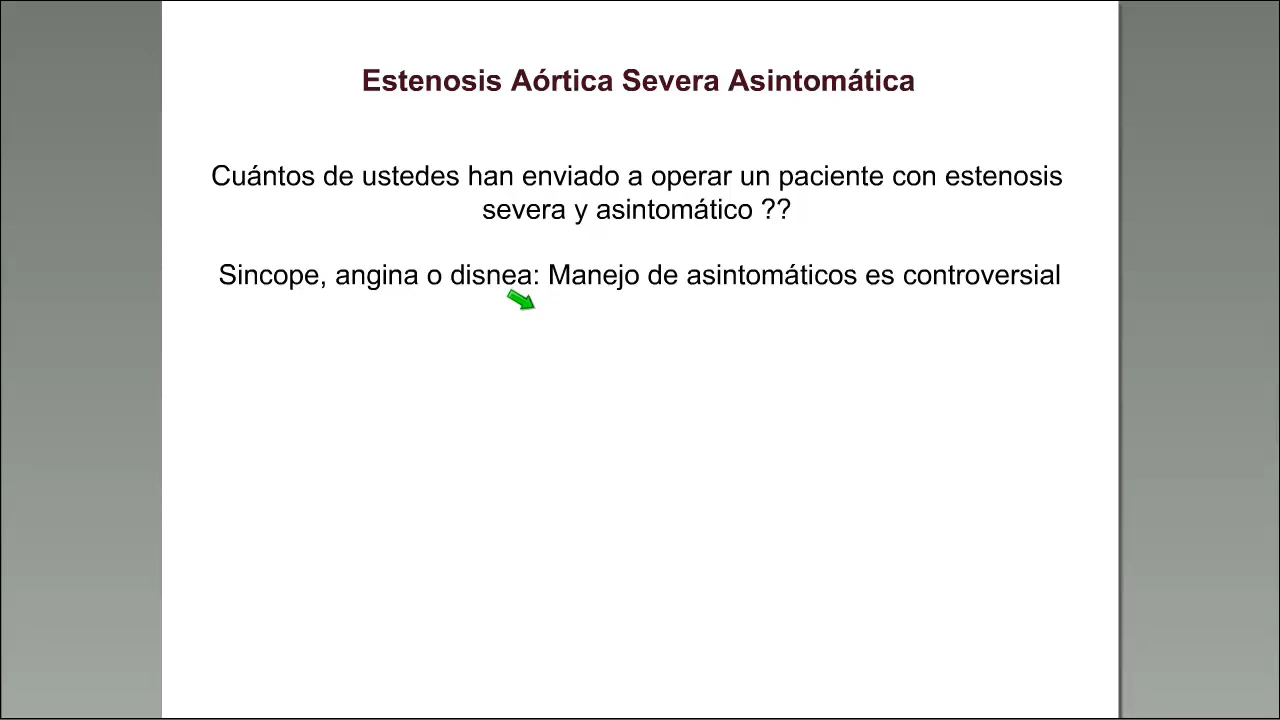 Estenosis Aórtica Severa Asintomática
Cuántos de ustedes han enviado a operar un paciente con estenosis
severa y asintomático ??
Sincope, angina o disnea: Manejo de asintomáticos es controversial